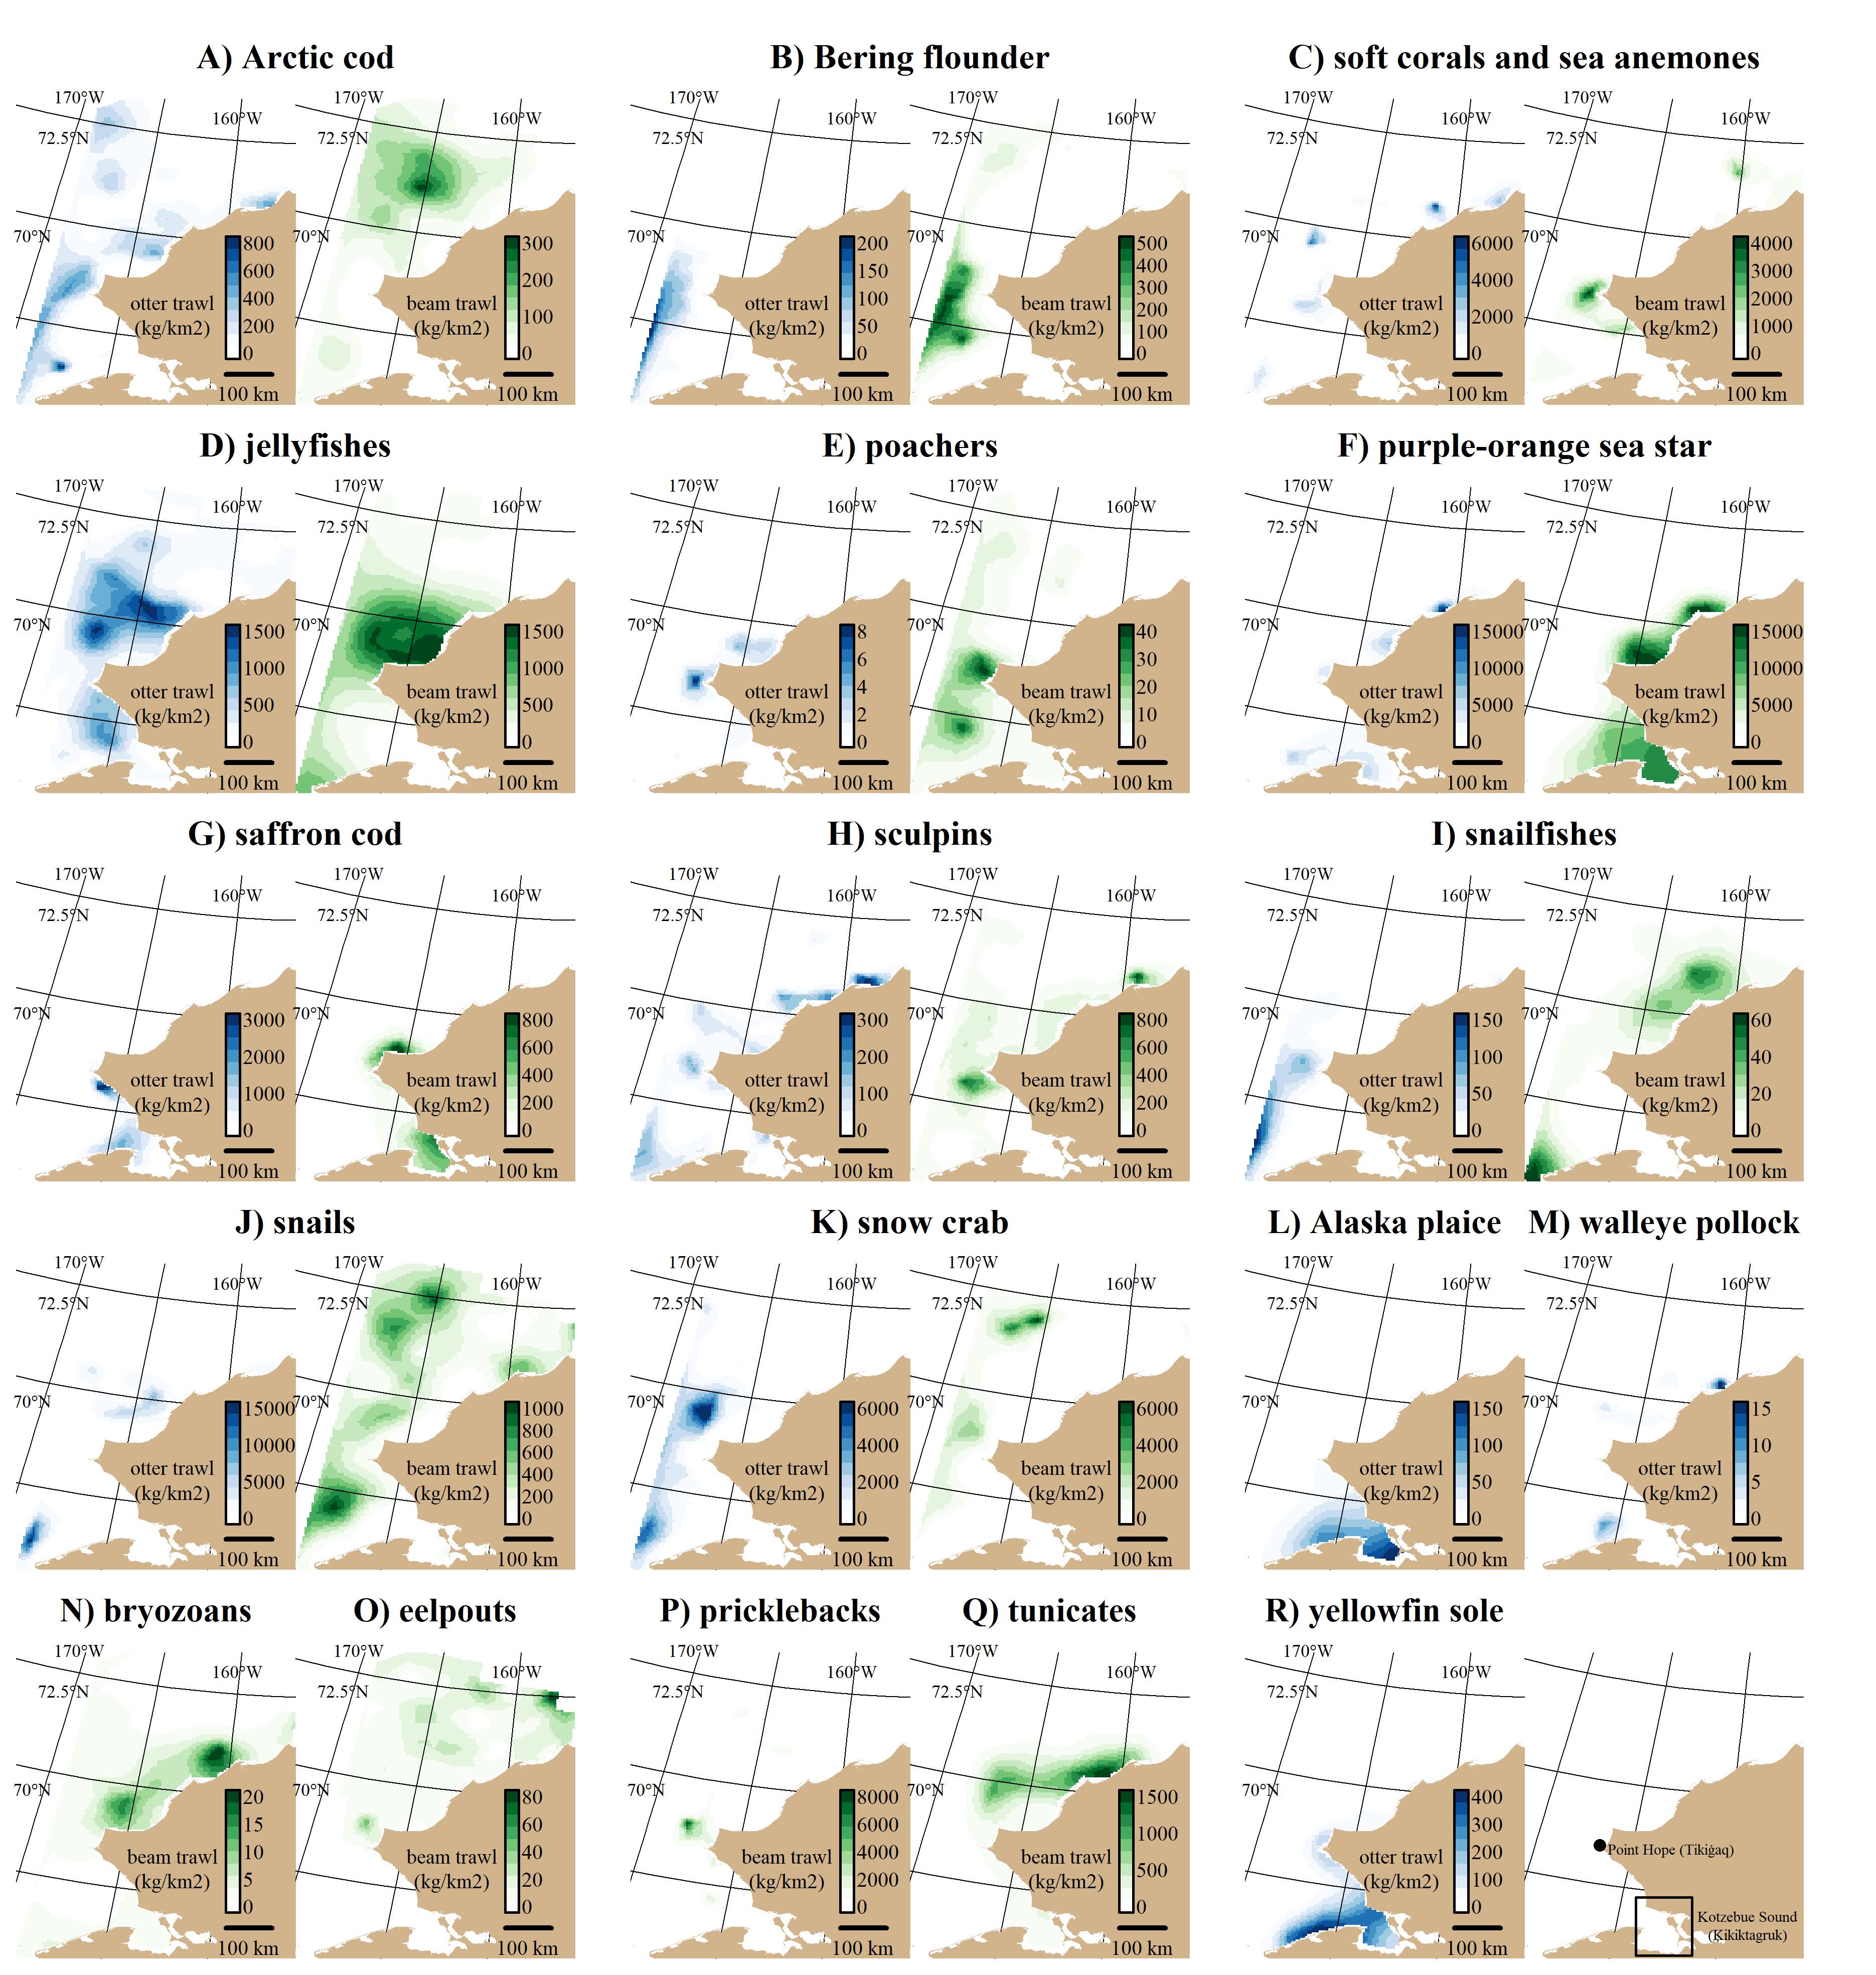 A) Arctic cod
B) Bering flounder
C) soft corals and sea anemones
170°W 160°W 72.5°N 70°N otter trawl (kg/km2) 800 600 400 200 0 100 km
170°W 160°W 72.5°N 70°N beam trawl (kg/km2) 300 200 100 0 100 km
170°W 160°W 72.5°N 70°N otter trawl (kg/km2) 200 150 100 50 0 100 km
170°W 160°W 72.5°N 70°N beam trawl (kg/km2) 500 400 300 200 100 0 100 km
170°W 160°W 72.5°N 70°N otter trawl (kg/km2) 6000 4000 2000 0 100 km
170°W 160°W 72.5°N 70°N beam trawl (kg/km2) 4000 3000 2000 1000 0 100 km
D) jellyfishes
E) poachers
F) purple-orange sea star
170°W 160°W 72.5°N 70°N otter trawl (kg/km2) 1500 1000 500 0 100 km
170°W 160°W 72.5°N 70°N beam trawl (kg/km2) 1500 1000 500 0 100 km
170°W 160°W 72.5°N 70°N otter trawl (kg/km2) 8 6 4 2 0 100 km
170°W 160°W 72.5°N 70°N beam trawl (kg/km2) 40 30 20 10 0 100 km
170°W 160°W 72.5°N 70°N otter trawl (kg/km2) 15000 10000 5000 0 100 km
170°W 160°W 72.5°N 70°N beam trawl (kg/km2) 15000 10000 5000 0 100 km
G) saffron cod
H) sculpins
I) snailfishes
170°W 160°W 72.5°N 70°N otter trawl (kg/km2) 3000 2000 1000 0 100 km
170°W 160°W 72.5°N 70°N beam trawl (kg/km2) 800 600 400 200 0 100 km
170°W 160°W 72.5°N 70°N otter trawl (kg/km2) 300 200 100 0 100 km
170°W 160°W 72.5°N 70°N beam trawl (kg/km2) 800 600 400 200 0 100 km
170°W 160°W 72.5°N 70°N otter trawl (kg/km2) 150 100 50 0 100 km
170°W 160°W 72.5°N 70°N beam trawl (kg/km2) 60 40 20 0 100 km
J) snails
K) snow crab
L) Alaska plaice
M) walleye pollock
170°W 160°W 72.5°N 70°N otter trawl (kg/km2) 15000 10000 5000 0 100 km
170°W 160°W 72.5°N 70°N beam trawl (kg/km2) 1000 800 600 400 200 0 100 km
170°W 160°W 72.5°N 70°N otter trawl (kg/km2) 6000 4000 2000 0 100 km
170°W 160°W 72.5°N 70°N beam trawl (kg/km2) 6000 4000 2000 0 100 km
170°W 160°W 72.5°N 70°N otter trawl (kg/km2) 150 100 50 0 100 km
170°W 160°W 72.5°N 70°N otter trawl (kg/km2) 15 10 5 0 100 km
N) bryozoans
O) eelpouts
P) pricklebacks
Q) tunicates
R) yellowfin sole
170°W 160°W 72.5°N 70°N beam trawl (kg/km2) 20 15 10 5 0 100 km
170°W 160°W 72.5°N 70°N beam trawl (kg/km2) 80 60 40 20 0 100 km
170°W 160°W 72.5°N 70°N beam trawl (kg/km2) 8000 6000 4000 2000 0 100 km
170°W 160°W 72.5°N 70°N beam trawl (kg/km2) 1500 1000 500 0 100 km
170°W 160°W 72.5°N 70°N otter trawl (kg/km2) 400 300 200 100 0 100 km
Point Hope (Tikiġaq)
Kotzebue Sound
(Kikiktagruk)